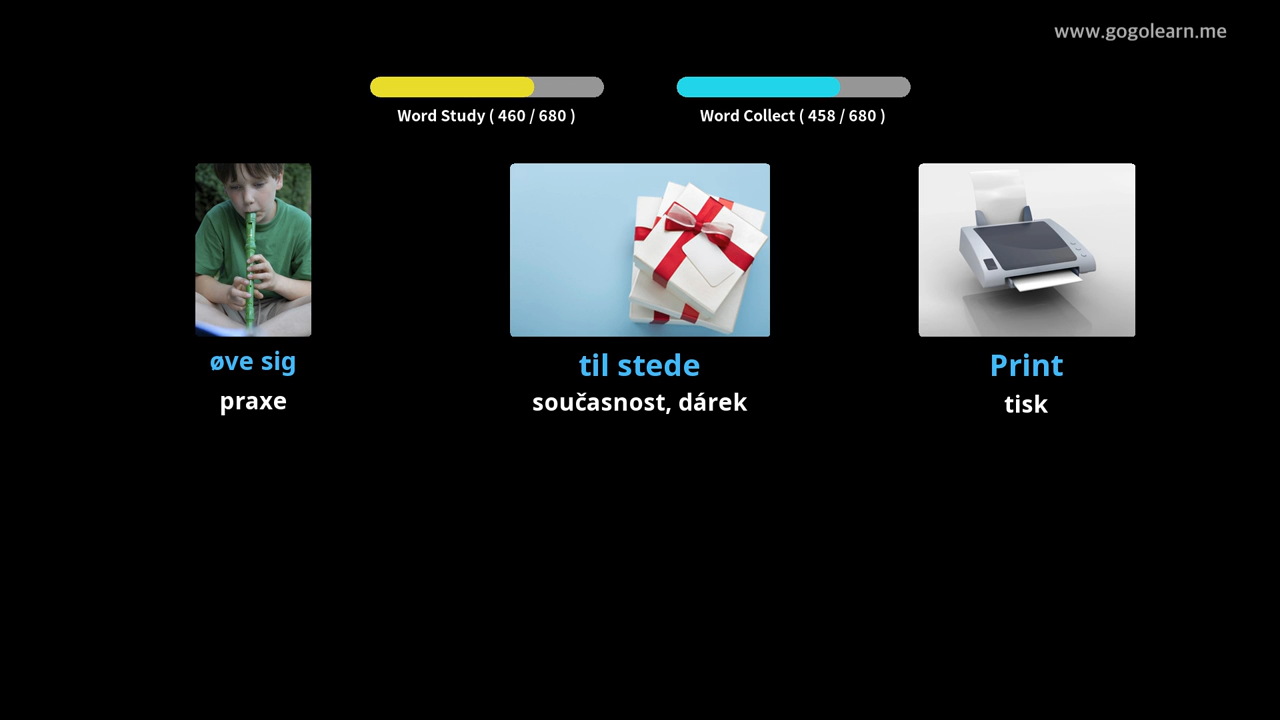 www.gogolearn.me
Word Study ( 460 / 680 )
Word Collect ( 458 / 680 )
øve sig
til stede
Print
praxe
současnost, dárek
tisk